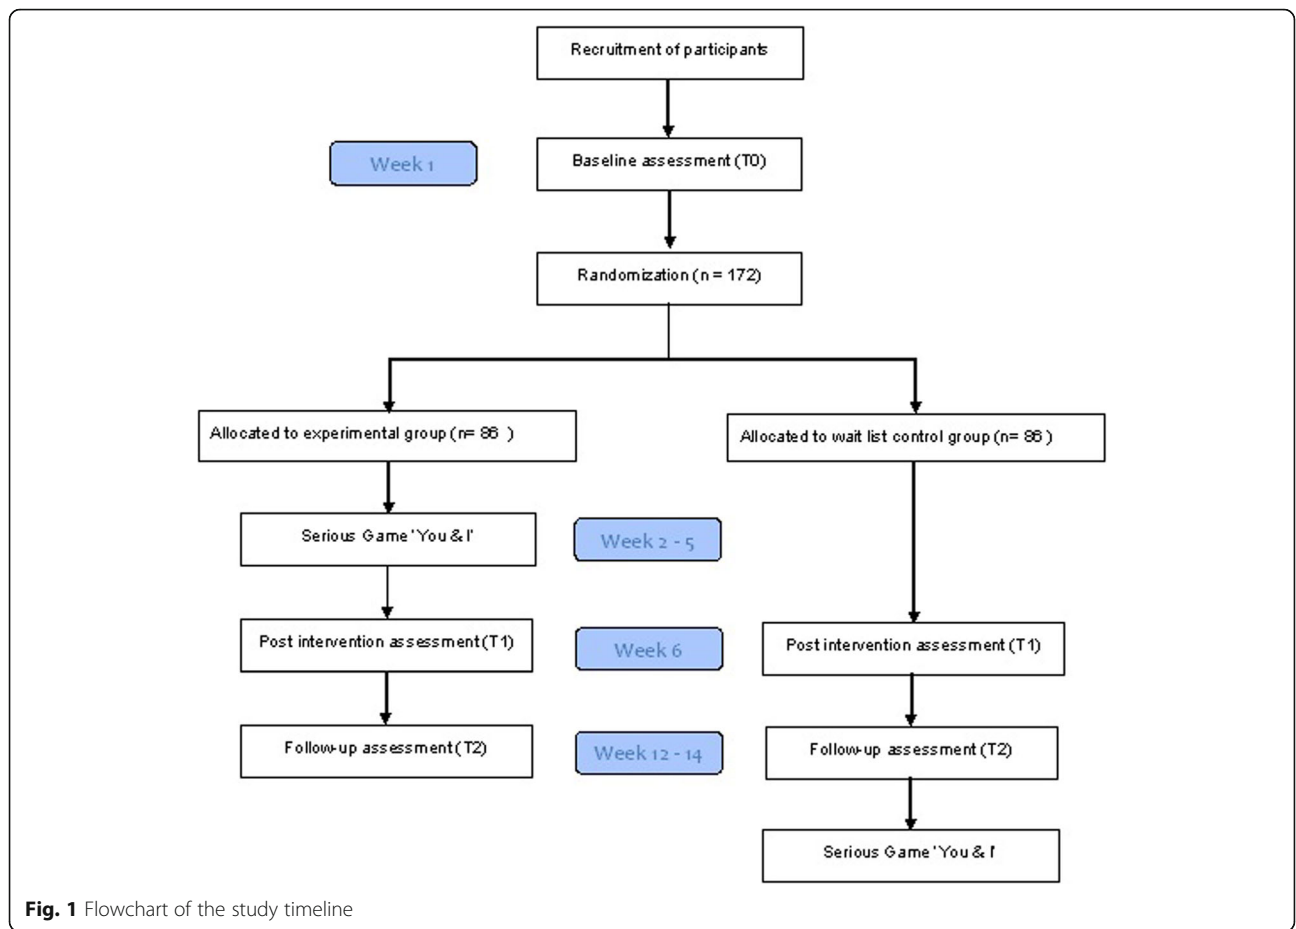 Recruitment of participants
Week 1
Baseline assessment (T0)
Randomization (n = 172)
Allocated to experimental group (n= 86 )
Allocated to wait list control group (n= 86 )
Serious Game 'You & I'
Week 2 - 5
Post intervention assessment (T1)
Week 6
Post intervention assessment (T1)
Follow-up assessment (T2)
Week 12 - 14
Follow-up assessment (T2)
Serious Game 'You & I'
Fig. 1 Flowchart of the study timeline